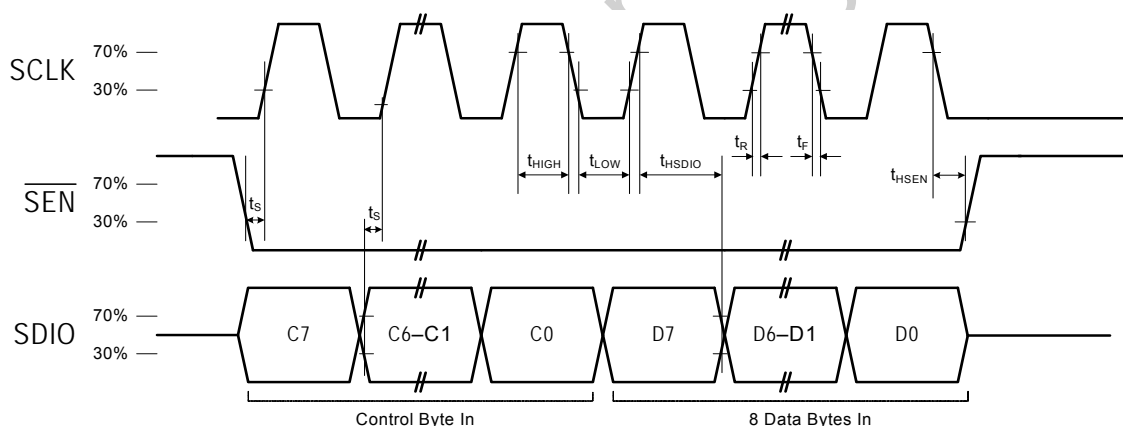 SCLK
70%
30%
tHIGH
tLOW
tHSDIO
tR
tF
tHSEN
SEN
70%
30%
tS
tS
SDIO
70%
30%
C7
C6–C1
C0
D7
D6–D1
D0
Control Byte In
8 Data Bytes In